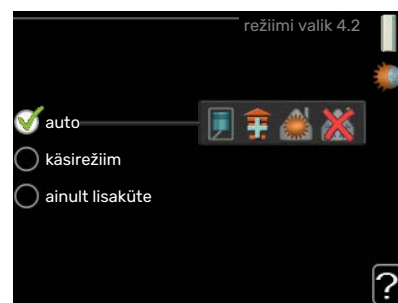 režiimi valik 4.2
auto
käsirežiim
ainult lisaküte
?